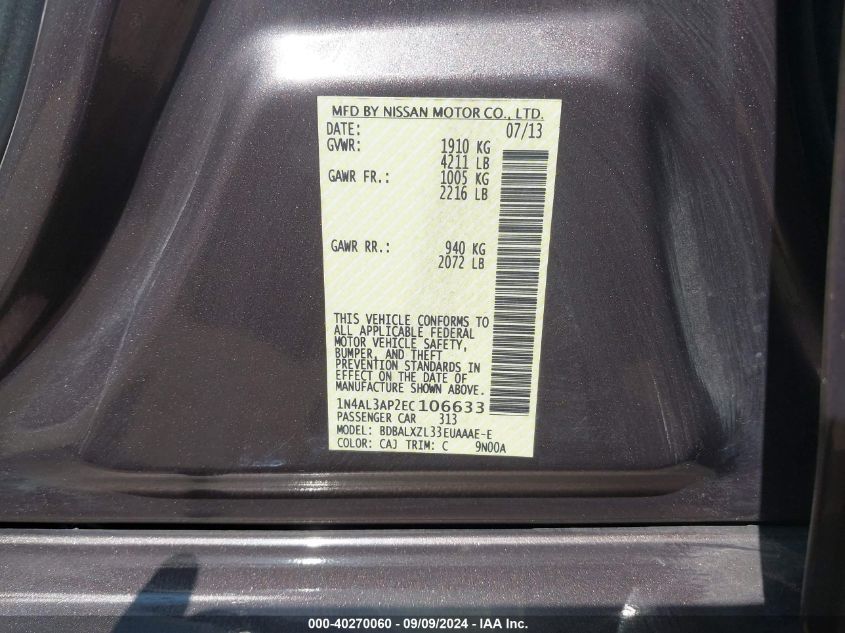 MFD BY NISSAN MOTOR CO., LTD.
DATE: 07/13
GVWR: 1910 KG
4211 LB
GAWR FR.: 1005 KG
2216 LB
GAWR RR.: 940 KG
2072 LB
THIS VEHICLE CONFORMS TO
ALL APPLICABLE FEDERAL
MOTOR VEHICLE SAFETY,
BUMPER, AND THEFT
PREVENTION STANDARDS IN
EFFECT ON THE DATE OF
MANUFACTURE SHOWN ABOVE.
1N4AL3AP2EC106633
PASSENGER CAR 313
MODEL: BDBALXZL33EUAAAE-E
COLOR: CAJ TRIM: C 9N00A
000-40270060 - 09/09/2024 - IAA Inc.